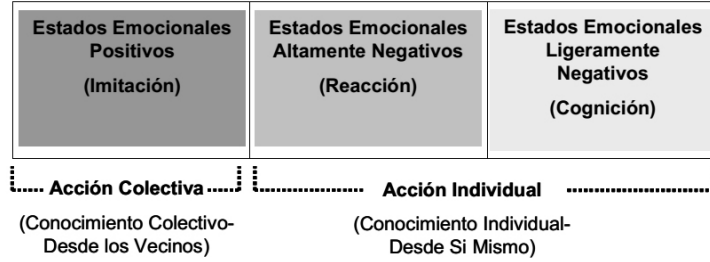 Estados Emocionales
Positivos
(Imitación)
Estados Emocionales
Altamente Negativos
(Reacción)
Estados Emocionales
Ligeramente
Negativos
(Cognición)
Acción Colectiva
(Conocimiento Colectivo-
Desde los Vecinos)
Acción Individual
(Conocimiento Individual-
Desde Si Mismo)